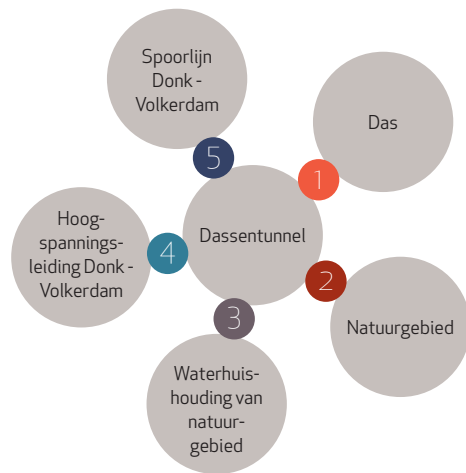 Spoorlijn
Donk -
Volkerdam
5
Das
1
Dassentunnel
Hoog-
spannings-
leiding Donk -
Volkerdam
4
2
Natuurgebied
3
Waterhuis-
houding van
natuur-
gebied